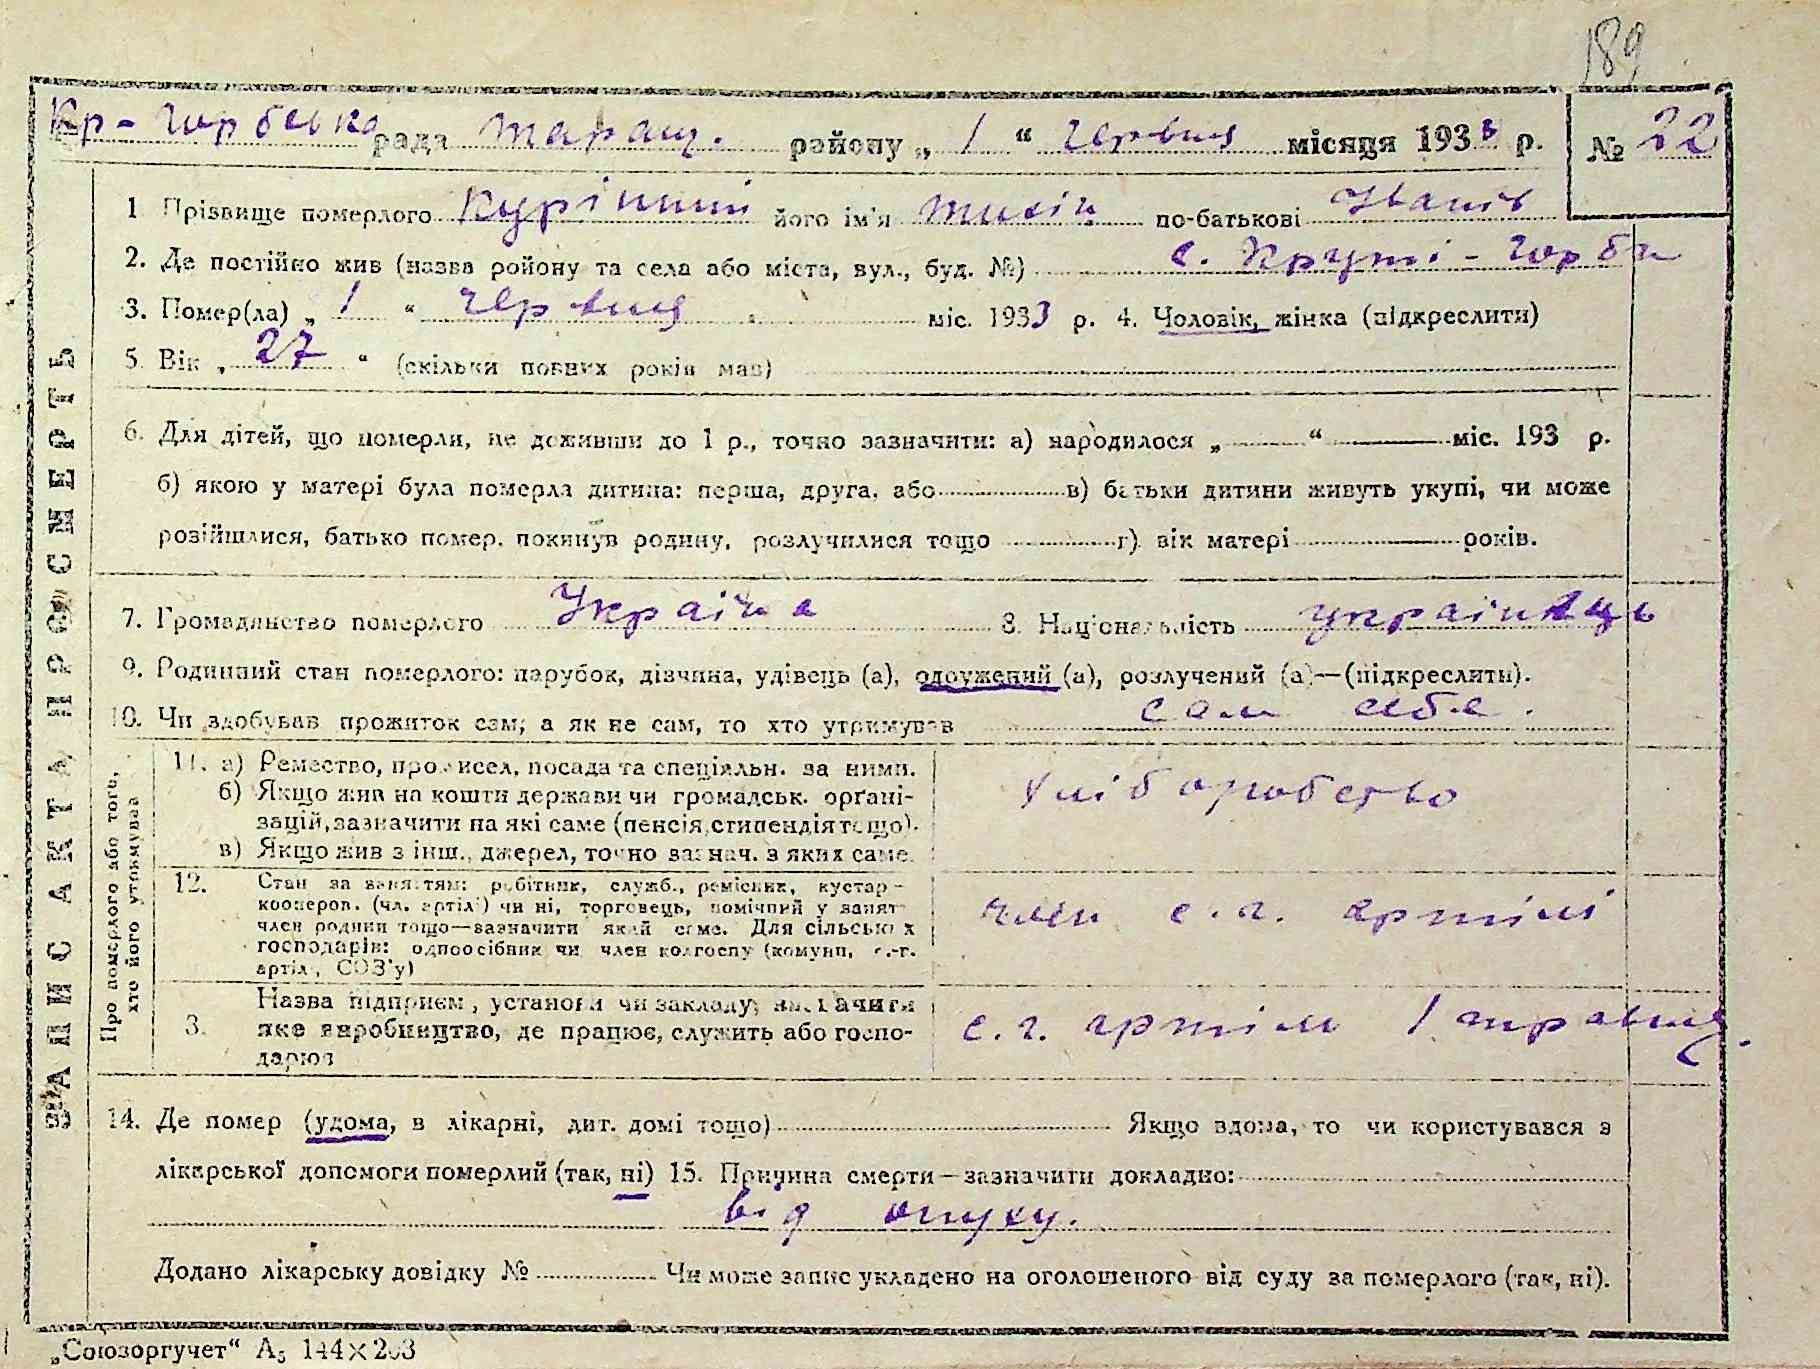 189
Кр-горбська рада Таращ. району „ 1 “ червня місяця 1933 р. № 22
ЗАПИС АКТА ПРО СМЕРТЬ
1 Прізвище померлого його ім'я по-батькові Іванів
2. Де постійно жив (назва ройону та села або міста, вул., буд. №) с. Круті-горби
3. Помер(ла) „ 1 “ червня міс. 1933 р. 4. Чоловік, жінка (підкреслити)
5. Вік „ 27 “ (скільки повних років мав)
6. Для дітей, що померли, не доживши до 1 р., точно зазначити: а) народилося „ “ міс. 193 р.
б) якою у матері була померла дитина: перша, друга, або в) батьки дитини живуть укупі, чи може
розійшлися, батько помер, покинув родину, розлучилися тощо г) вік матері років.
7. Громадянство померлого Україна 8. Національність українець
9. Родинний стан померлого: парубок, дівчина, удівець (а), одружений (а), розлучений (а)—(підкреслити).
10. Чи здобував прожиток сам; а як не сам, то хто утримував сам себе.
Про померлого або того, хто його утримував
11. а) Ремество, промисел, посада та спеціяльн. за ними.
б) Якщо жив на кошти держави чи громадськ. орґані-
зацій, зазначити на які саме (пенсія, стипендія тощо).
в) Якщо жив з інш., джерел, точно зазнач. з яких саме.
хліборобство
12. Стан за заняттям: робітник, служб., ремісник, кустар-
кооперов. (чл. артілі) чи ні, торговець, помічний у занят
член родини тощо—зазначити який саме. Для сільських
господарів: одноосібник чи член колгоспу (комуни, с.-г.
артіл., СОЗ'у)
член с.г. артілі
3. Назва підприєм, установи чи закладу; визначити
яке виробництво, де працює, служить або госпо-
дарює
с.г. артіль 1 травня.
14. Де помер (удома, в лікарні, дит. домі тощо) Якщо вдома, то чи користувався з
лікарської допомоги померлий (так, ні) 15. Причина смерти—зазначити докладно:
від опуху.
Додано лікарську довідку № Чи може запис укладено на оголошеного від суду за померлого (так, ні).
„Союзоргучет“ А5 144×203